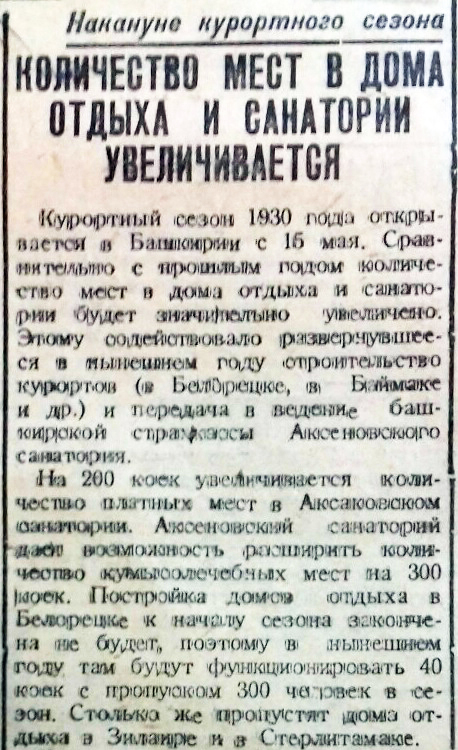 Накануне курортного сезона
КОЛИЧЕСТВО МЕСТ В ДОМА
ОТДЫХА И САНАТОРИИ
УВЕЛИЧИВАЕТСЯ
Курортный сезон 1930 года откры-
вается в Башкирии с 15 мая. Срав-
нительно с прошлым годом количе-
ство мест в дома отдыха и санато-
рии будет значительно увеличено.
Этому содействовало развернувшее-
ся в нынешнем году строительство
курортов (в Белорецке, в Баймаке
и др.) и передача в ведение баш-
кирской страхкассы Аксеновского
санатория.
На 200 коек увеличивается коли-
чество платных мест в Аксаковском
санатории. Аксеновский санаторий
дает возможность расширить коли-
чество кумысолечебных мест на 300
коек. Постройка домов отдыха в
Белорецке к началу сезона закончe-
на не будет, поэтому в нынешнем
году там будут функционировать 40
коек с пропуском 300 человек в се-
зон. Столько же пропустят дома от-
дыха в Зилаире и в Стерлитамаке.